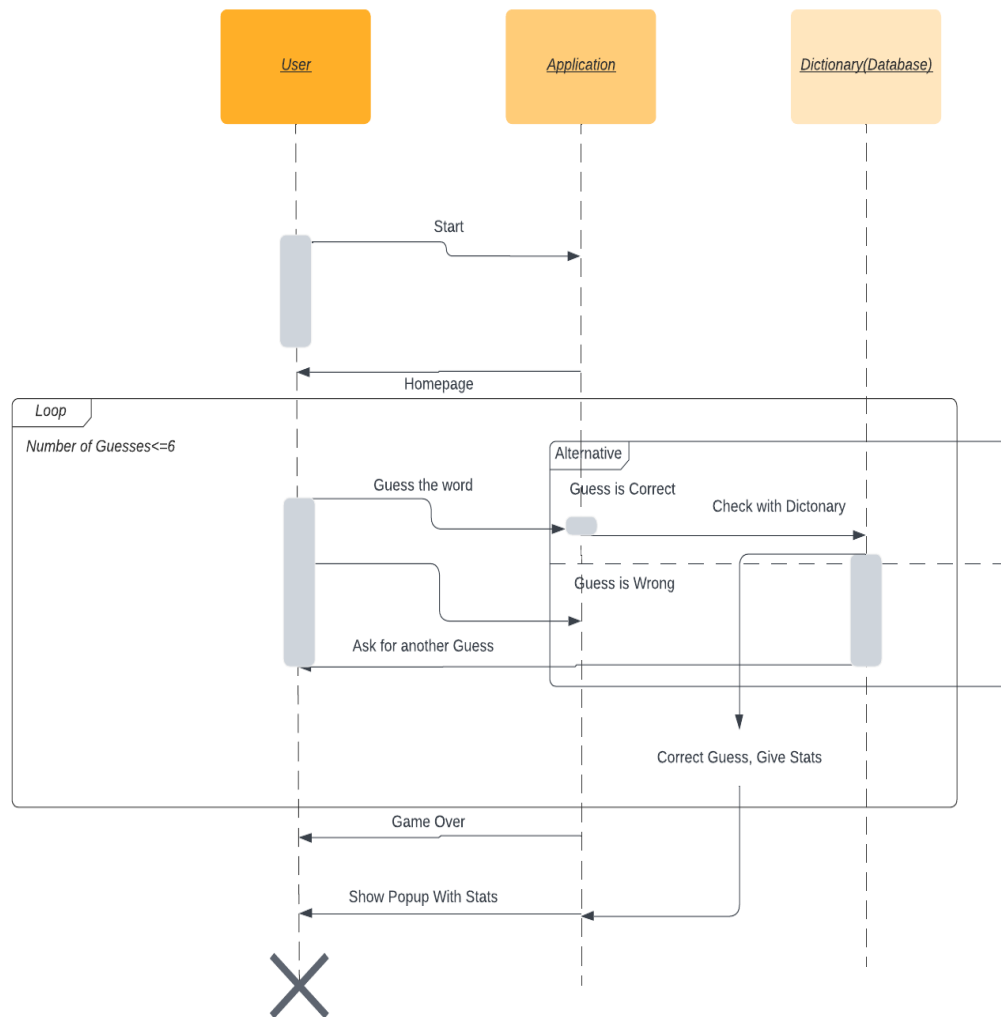 User
Application
Dictionary(Database)
Start
Homepage
Loop
Number of Guesses<=6
Alternative
Guess the word
Guess is Correct
Check with Dictonary
Guess is Wrong
Ask for another Guess
Correct Guess, Give Stats
Game Over
Show Popup With Stats